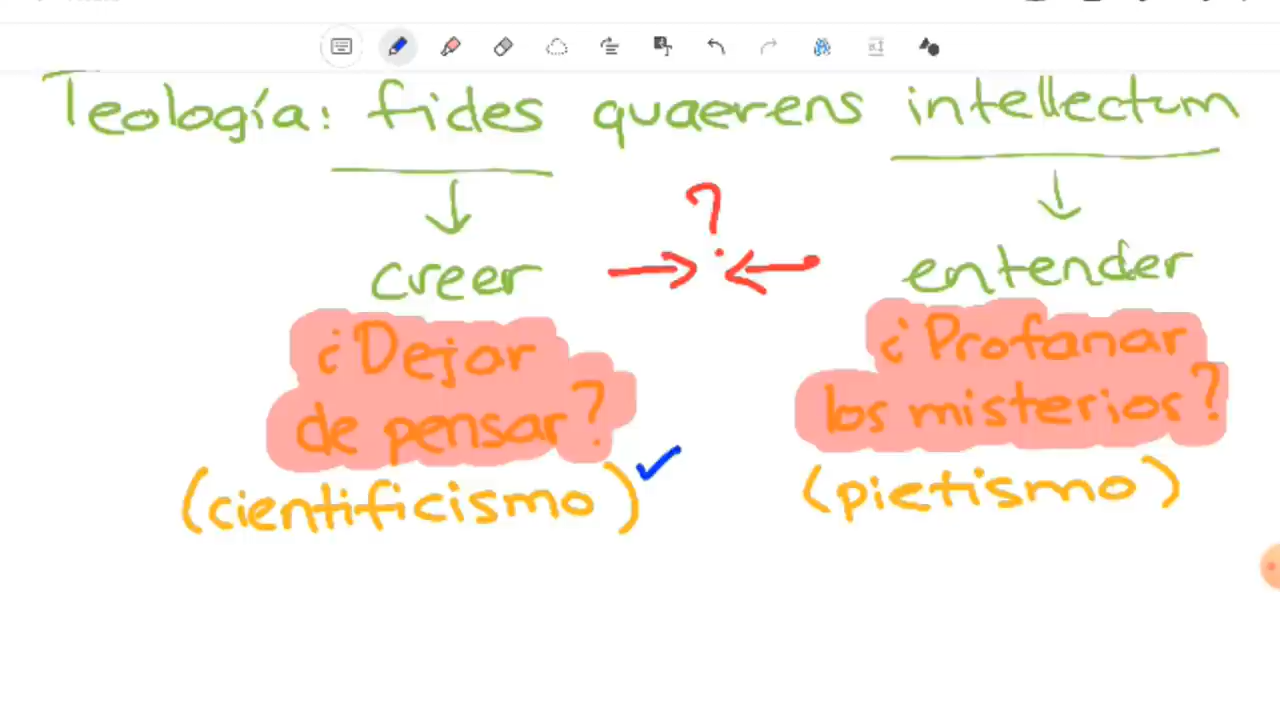 Teología: fides quaerens intellectum
?
creer entender
¿Dejar
de pensar?
(cientificismo)
¿Profanar
los misterios?
(pietismo)